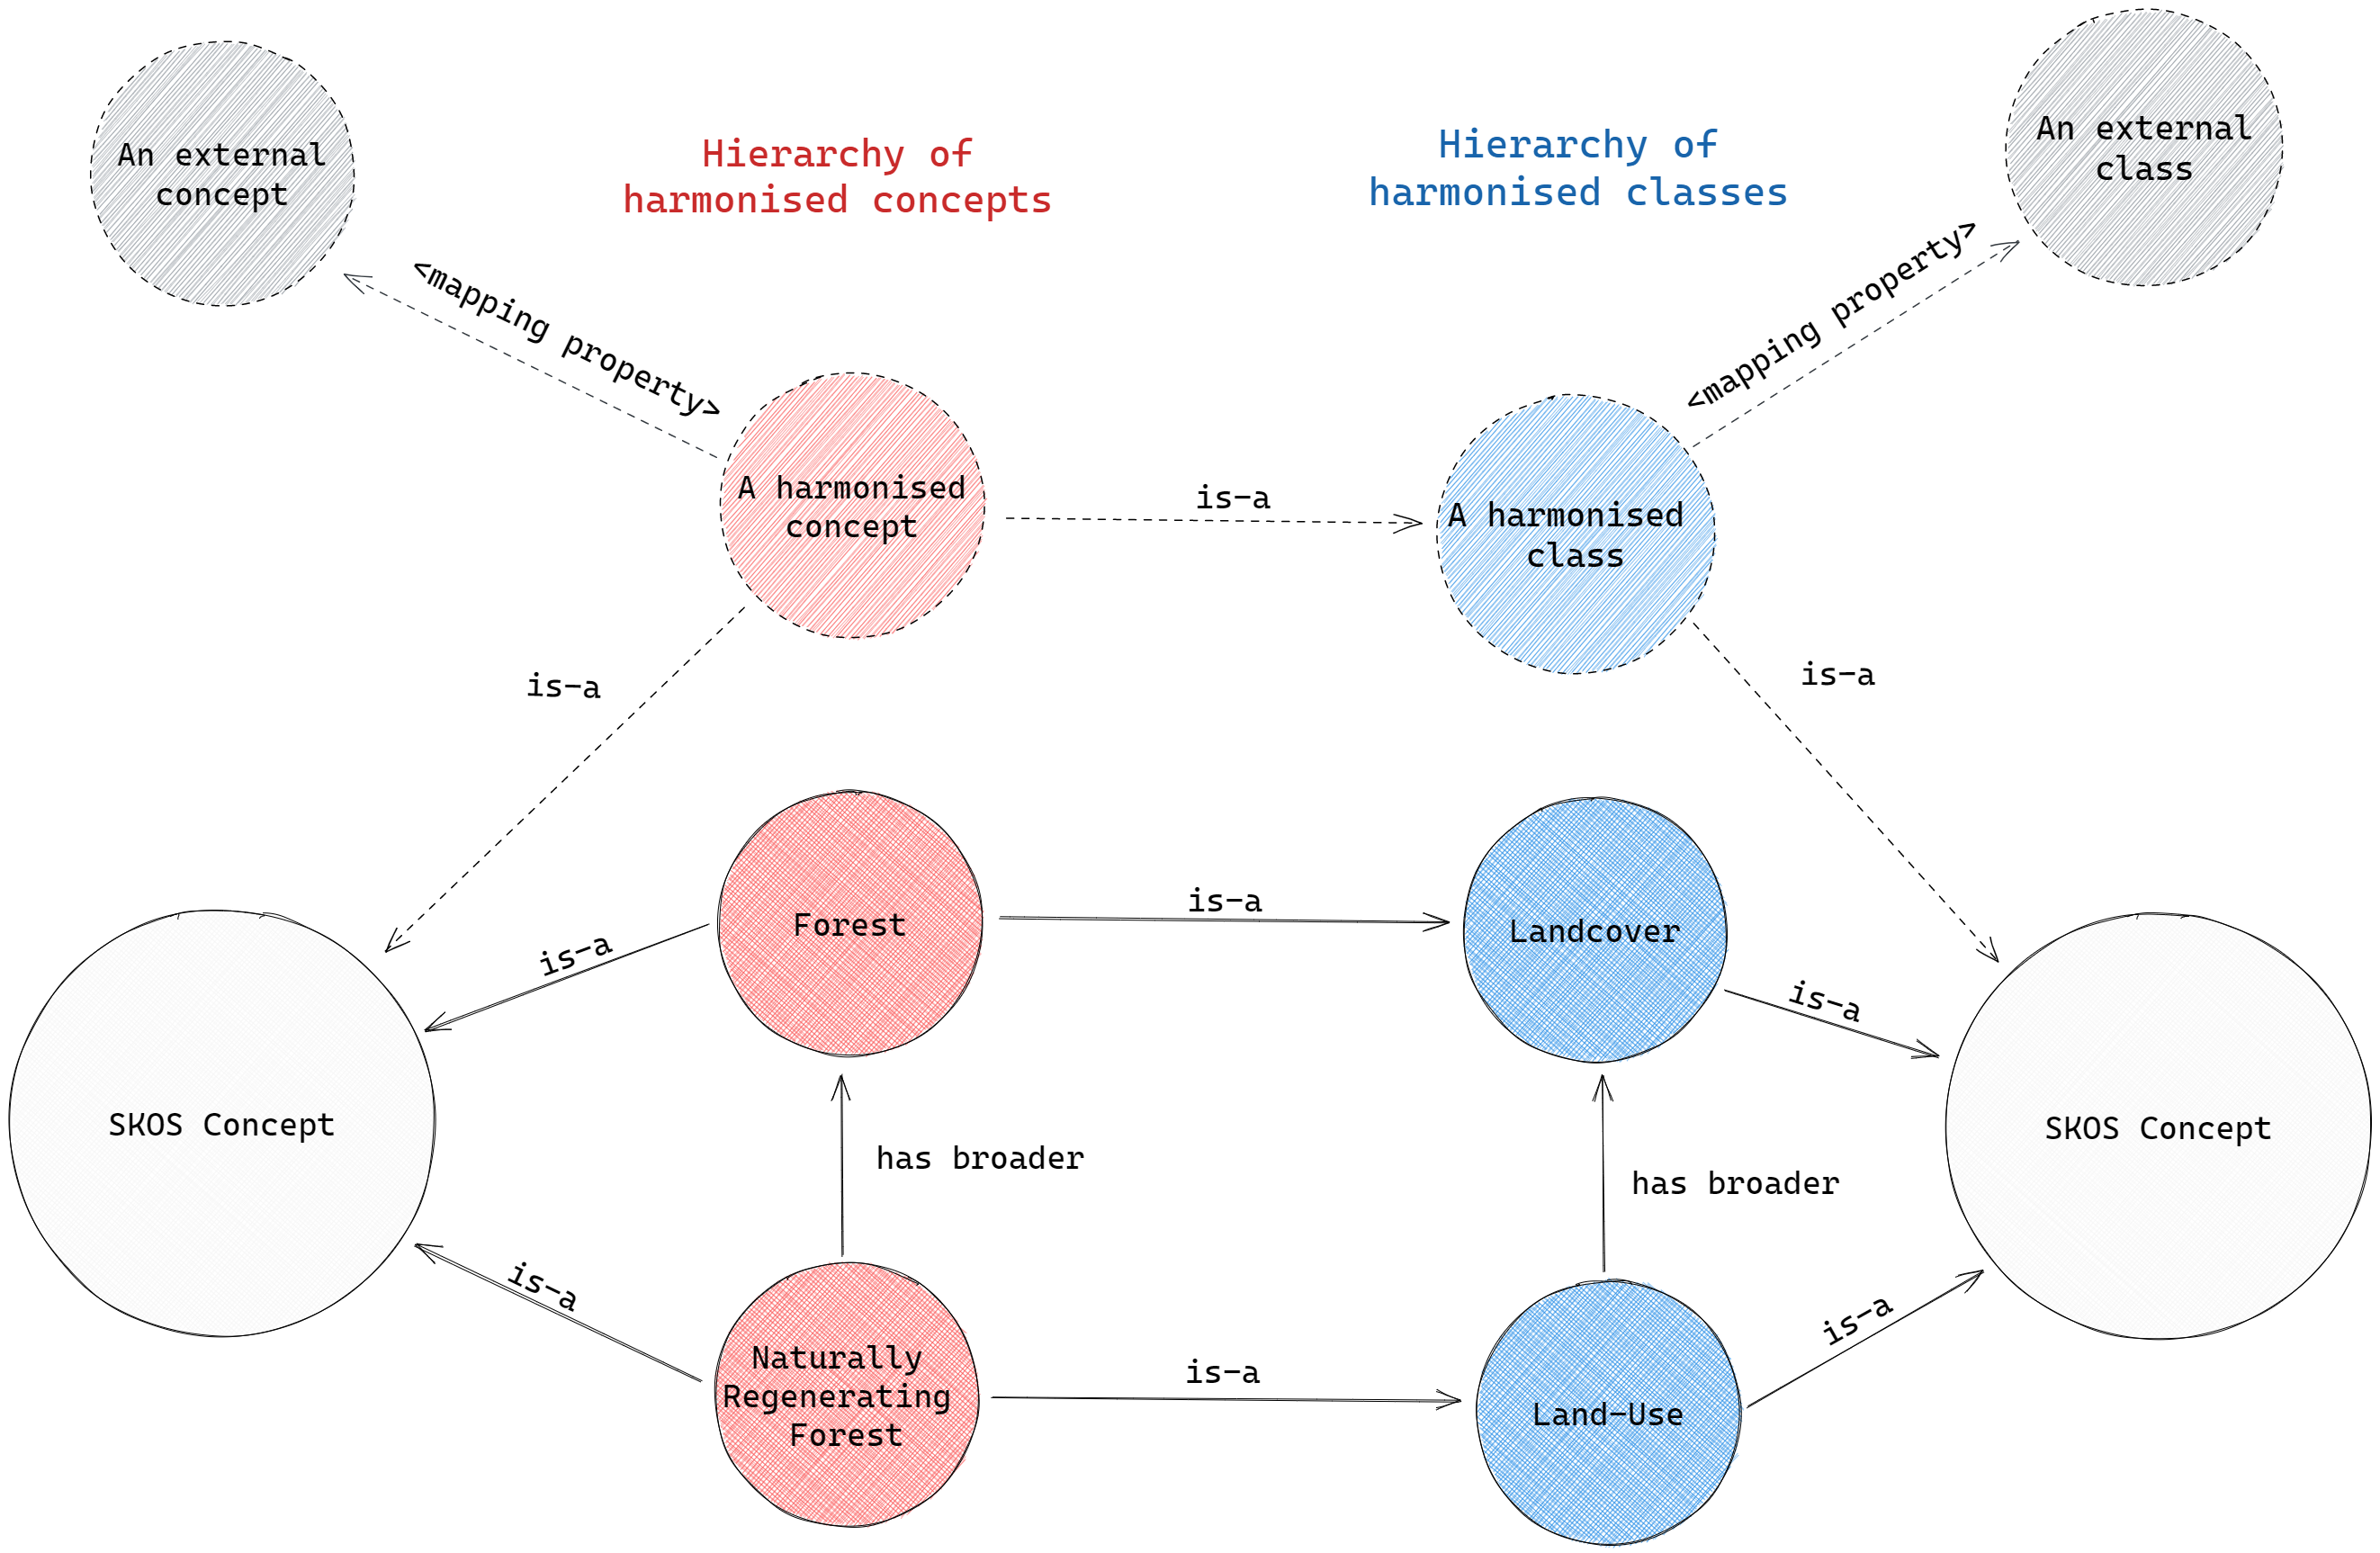 An external
concept
Hierarchy of
harmonised concepts
Hierarchy of
harmonised classes
An external
class
<mapping property>
<mapping property>
A harmonised
concept
is-a
A harmonised
class
is-a
is-a
Forest
is-a
Landcover
is-a
is-a
SKOS Concept
has broader
has broader
SKOS Concept
is-a
Naturally
Regenerating
Forest
is-a
Land-Use
is-a